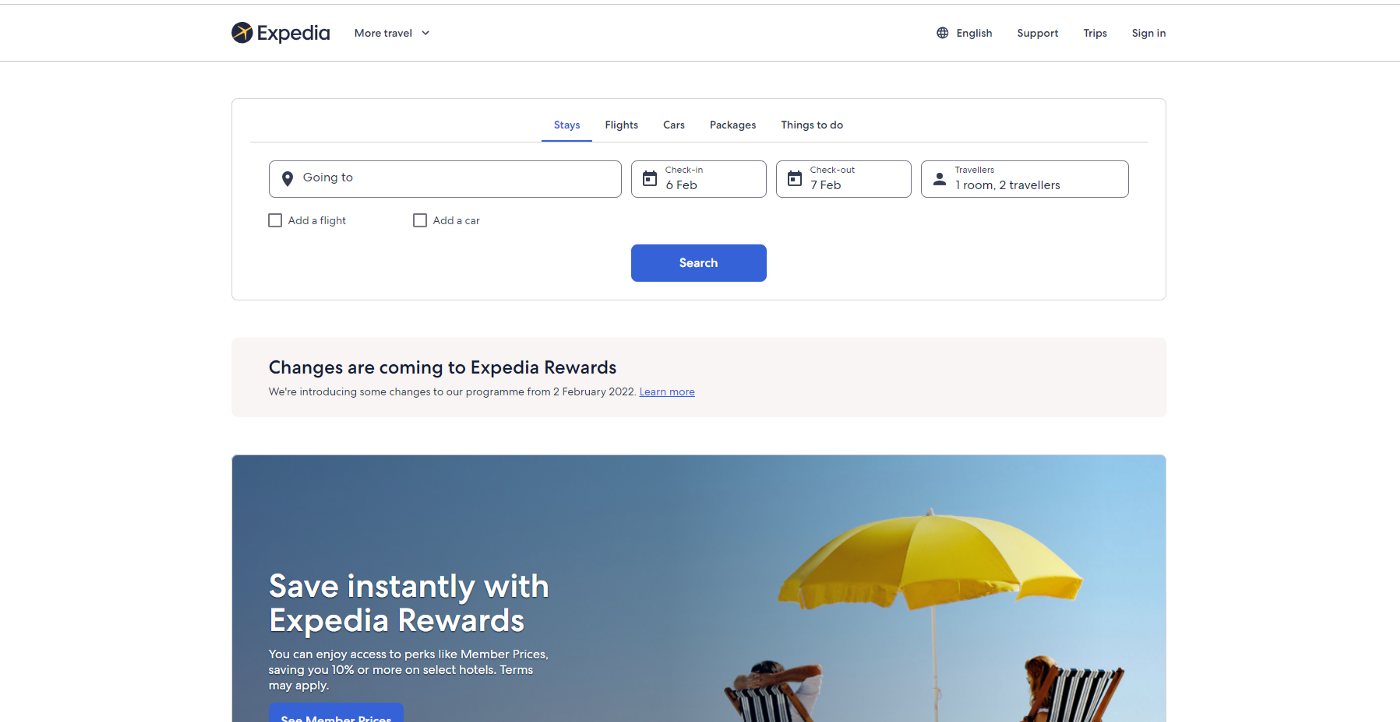 Expedia
More travel
English
Support
Trips
Sign in
Stays
Flights
Cars
Packages
Things to do
Going to
Check-in
6 Feb
Check-out
7 Feb
Travellers
1 room, 2 travellers
Add a flight
Add a car
Search
Changes are coming to Expedia Rewards
We're introducing some changes to our programme from 2 February 2022. Learn more
Save instantly with
Expedia Rewards
You can enjoy access to perks like Member Prices,
saving you 10% or more on select hotels. Terms
may apply.
See Member Prices